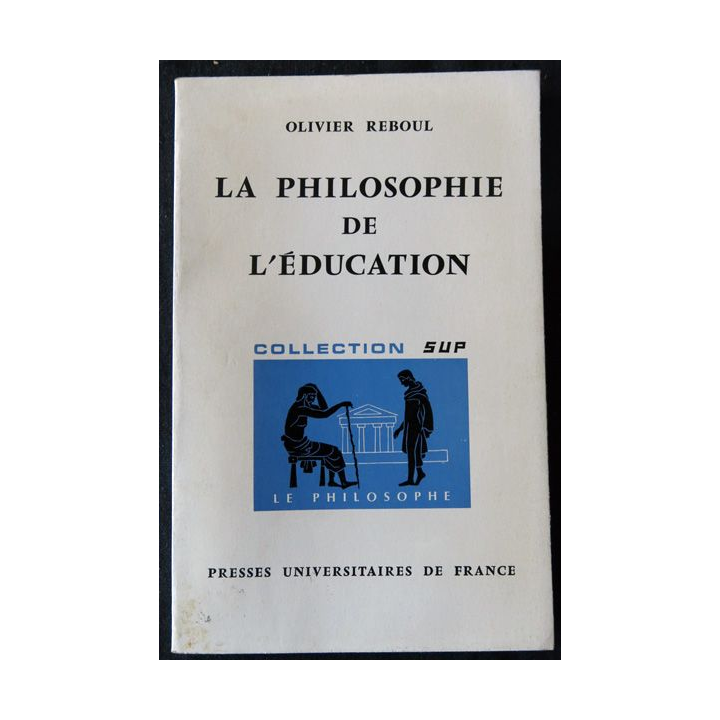 OLIVIER REBOUL
LA PHILOSOPHIE
DE
L'ÉDUCATION
COLLECTION SUP
LE PHILOSOPHE
PRESSES UNIVERSITAIRES DE FRANCE